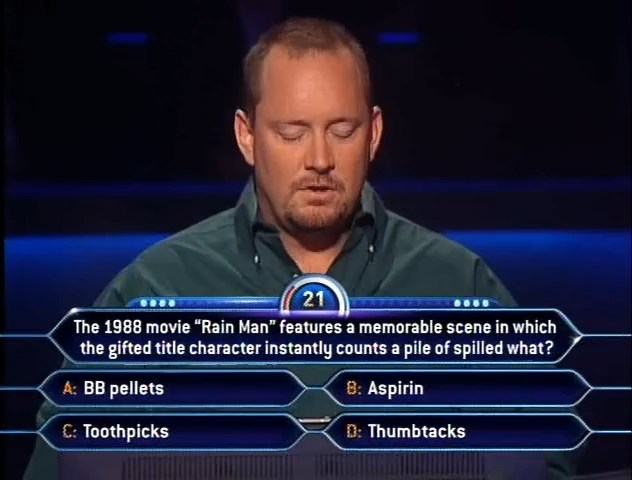 21
The 1988 movie “Rain Man” features a memorable scene in which
the gifted title character instantly counts a pile of spilled what?
A: BB pellets
B: Aspirin
C: Toothpicks
D: Thumbtacks